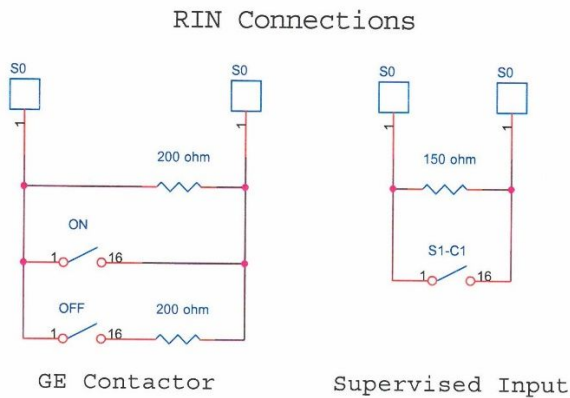 RIN Connections
S0
S0
S0
S0
1
1
1
1
200 ohm
150 ohm
ON
1
16
S1-C1
1
16
OFF
1
16
200 ohm
GE Contactor
Supervised Input